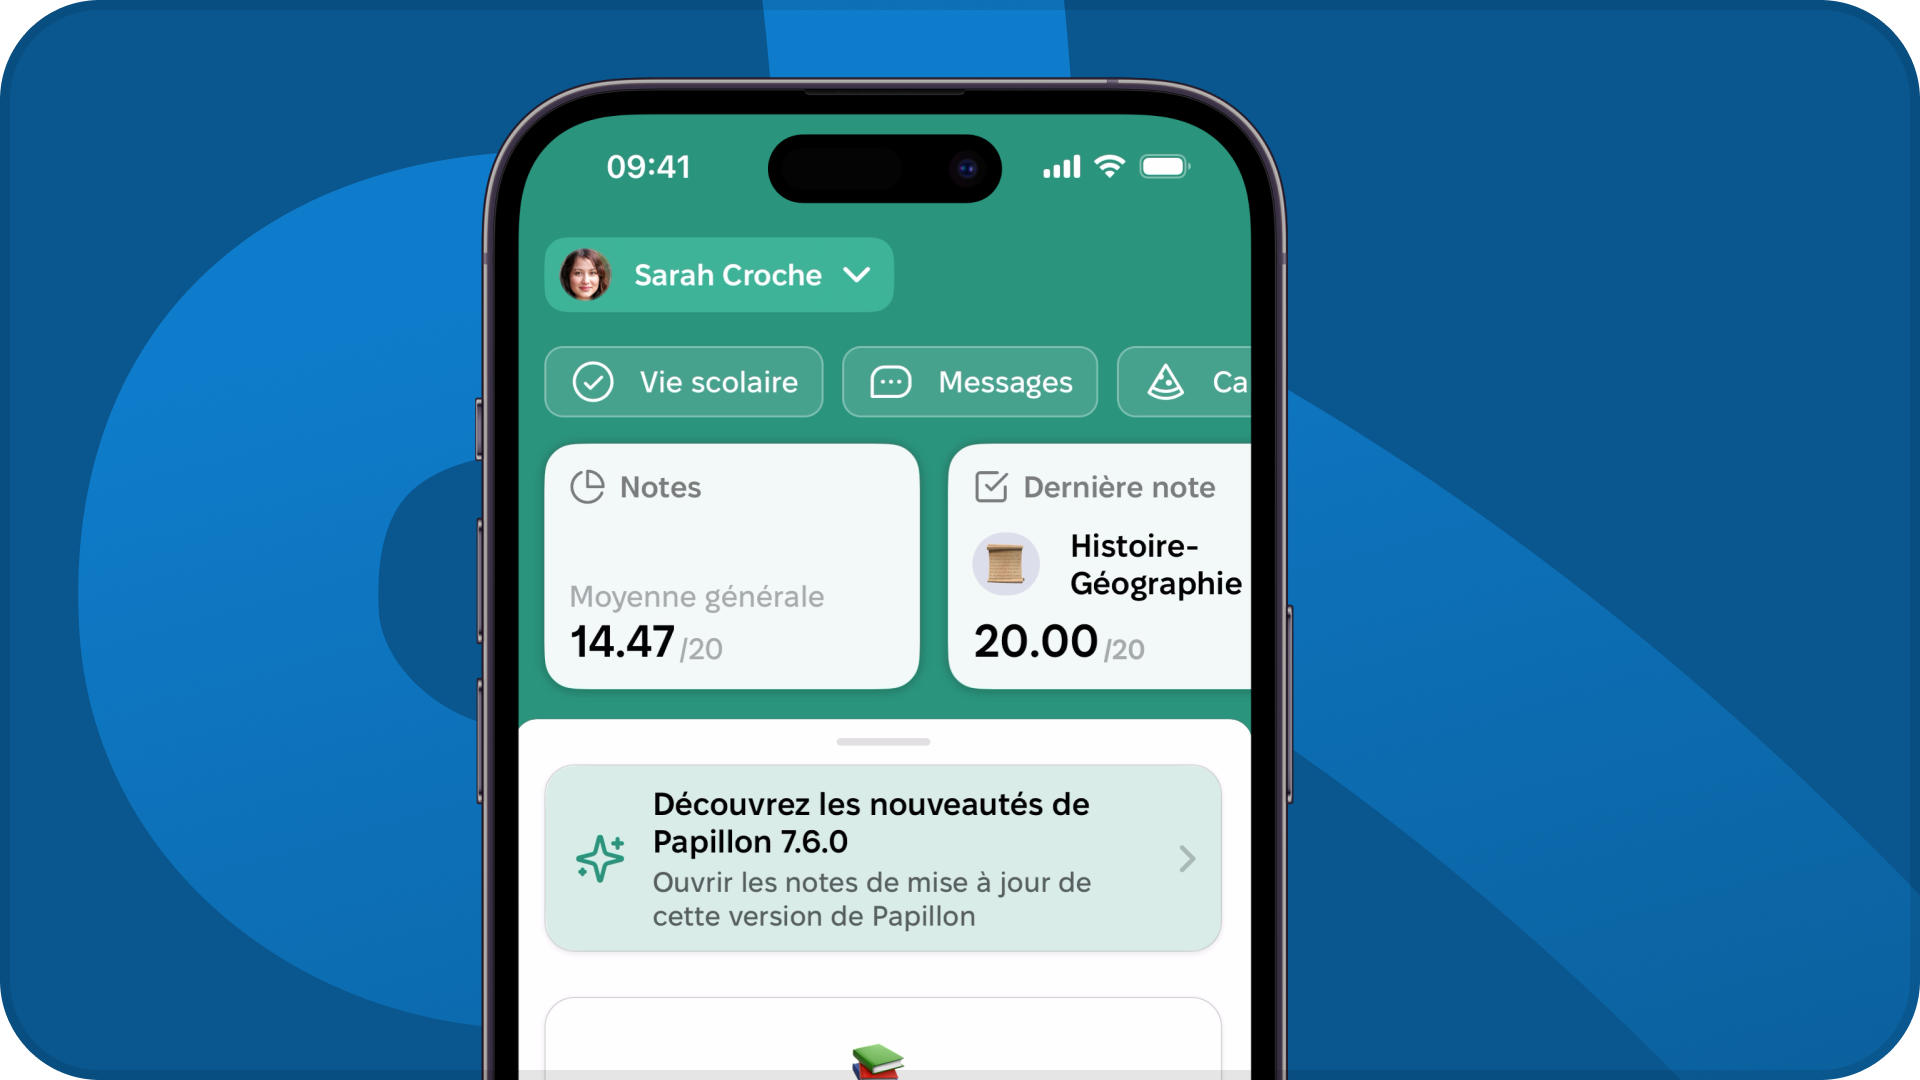 09:41
Sarah Croche
Vie scolaire
Messages
Ca
Notes
Moyenne générale
14.47 /20
Dernière note
Histoire-
Géographie
20.00 /20
Découvrez les nouveautés de
Papillon 7.6.0
Ouvrir les notes de mise à jour de
cette version de Papillon